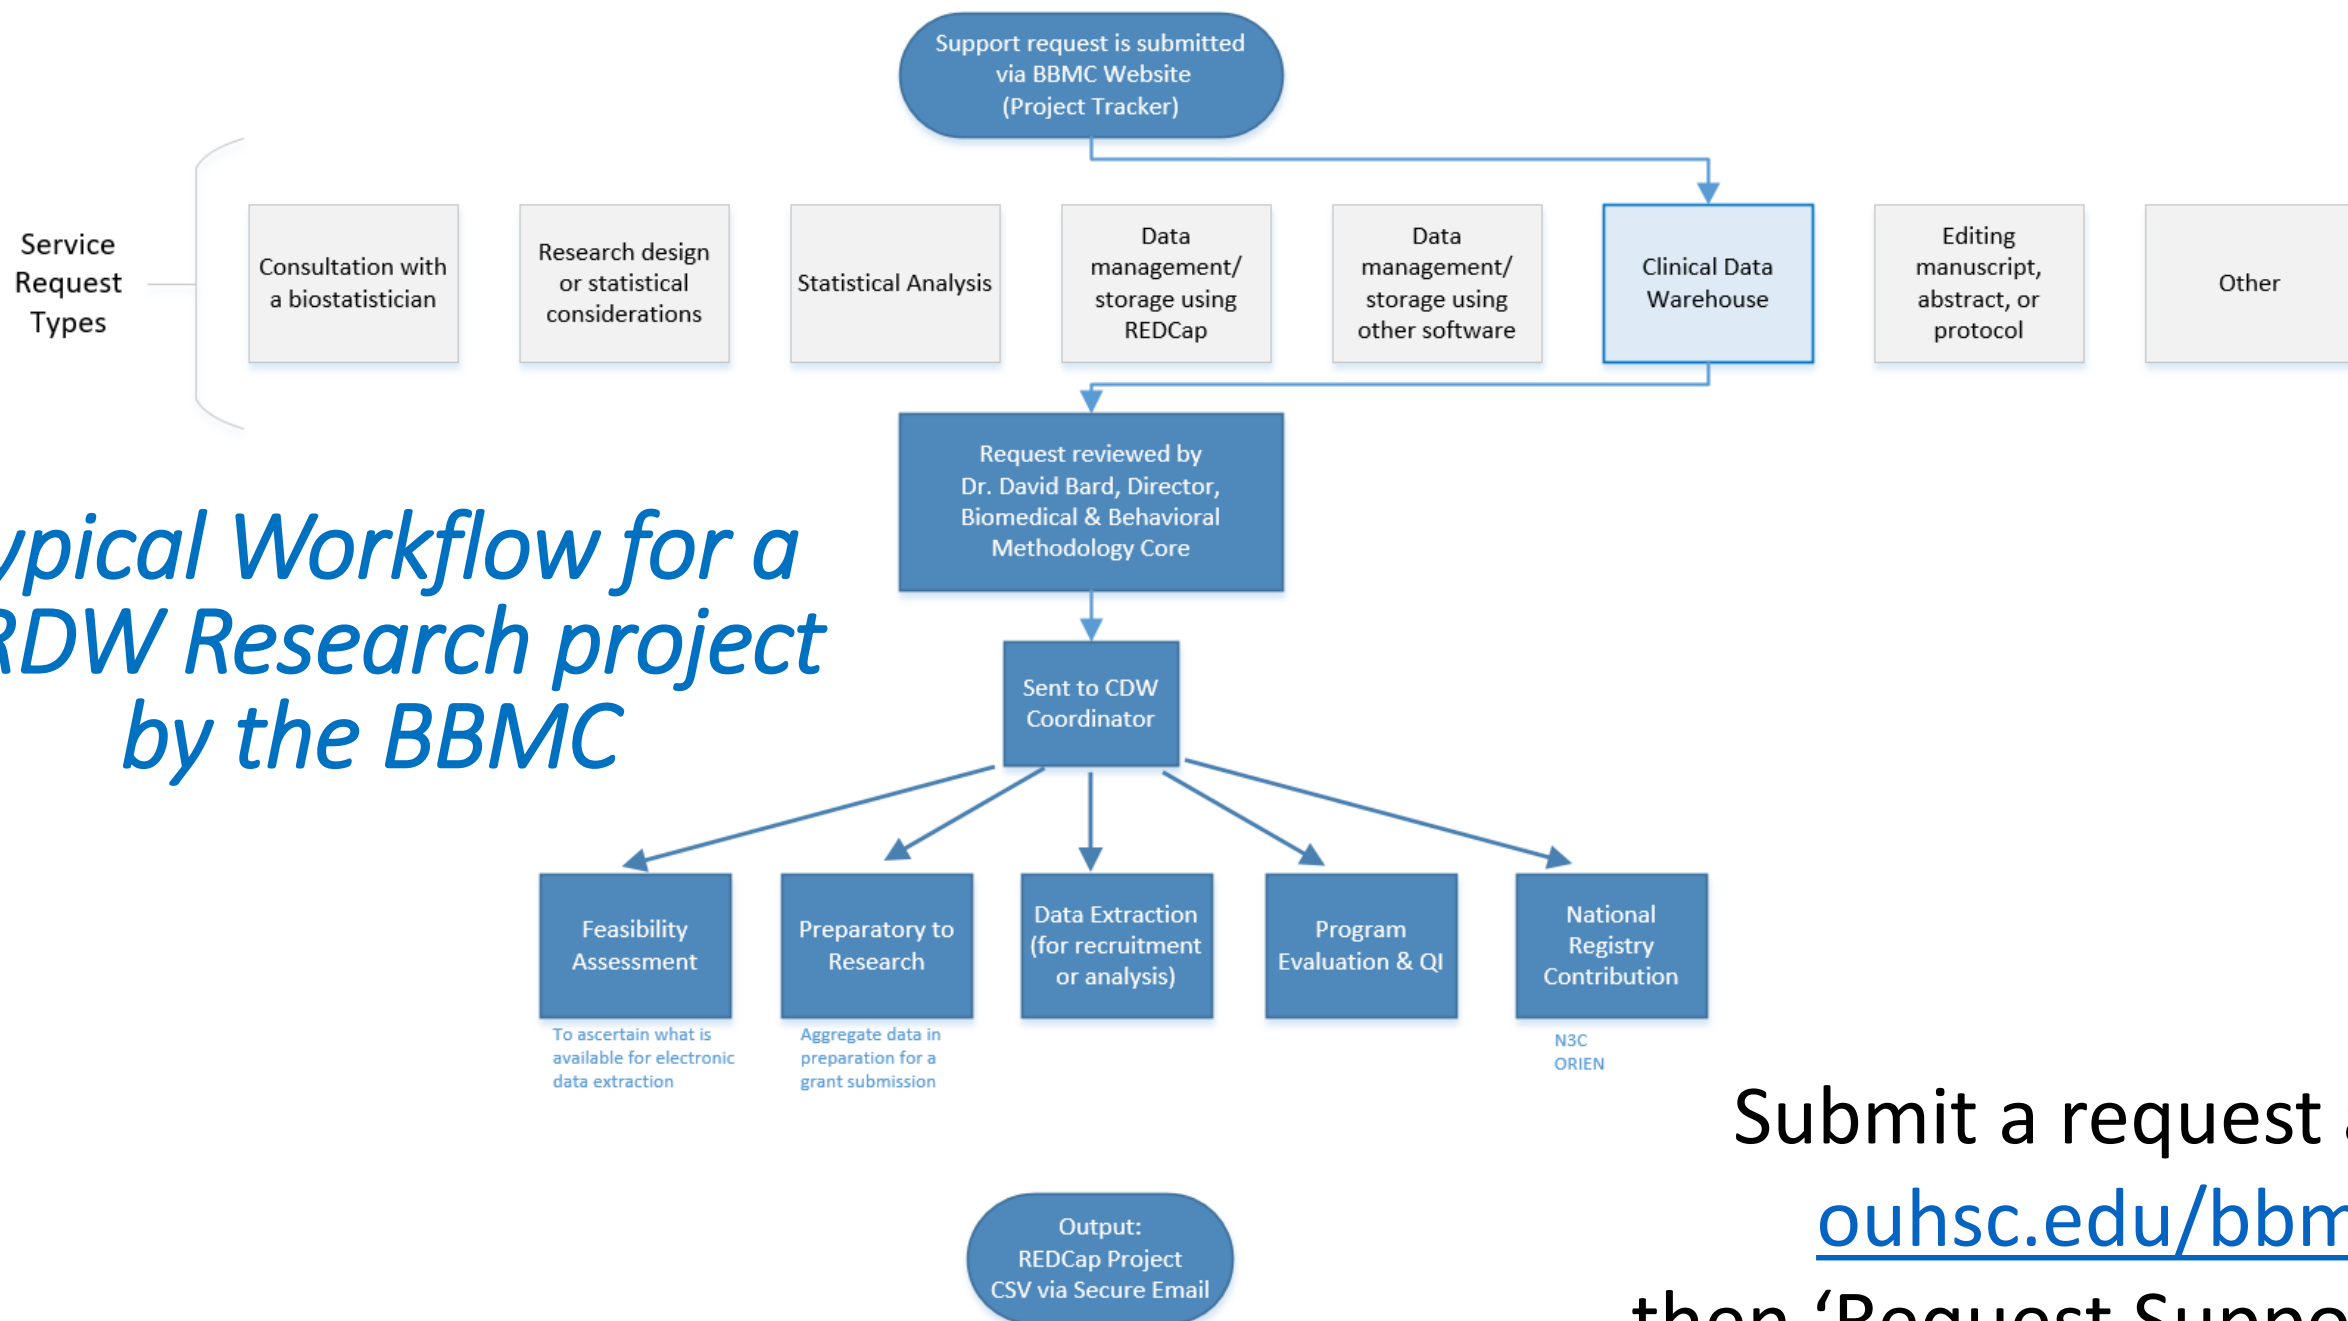 Support request is submitted
via BBMC Website
(Project Tracker)
Service
Request
Types
Consultation with
a biostatistician
Research design
or statistical
considerations
Statistical Analysis
Data
management/
storage using
REDCap
Data
management/
storage using
other software
Clinical Data
Warehouse
Editing
manuscript,
abstract, or
protocol
Other
Request reviewed by
Dr. David Bard, Director,
Biomedical & Behavioral
Methodology Core
ypical Workflow for a
RDW Research project
by the BBMC
Sent to CDW
Coordinator
Feasibility
Assessment
Preparatory to
Research
Data Extraction
(for recruitment
or analysis)
Program
Evaluation & QI
National
Registry
Contribution
To ascertain what is
available for electronic
data extraction
Aggregate data in
preparation for a
grant submission
N3C
ORIEN
Submit a request
ouhsc.edu/bbm
then ‘Request Suppo
Output:
REDCap Project
CSV via Secure Email